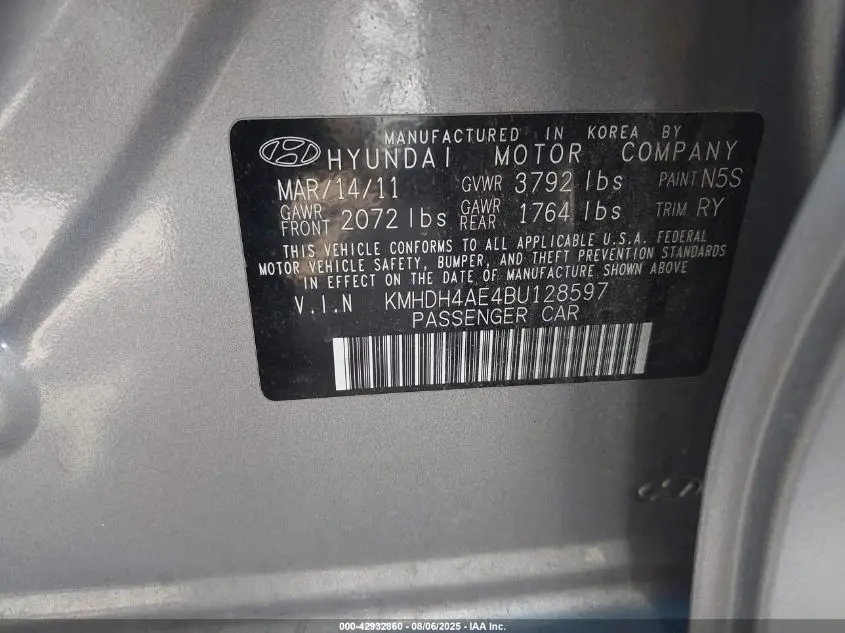 MANUFACTURED IN KOREA BY
HYUNDAI MOTOR COMPANY
MAR/14/11 GVWR 3792 lbs PAINT N5S
GAWR FRONT 2072 lbs GAWR REAR 1764 lbs TRIM RY
THIS VEHICLE CONFORMS TO ALL APPLICABLE U.S.A. FEDERAL
MOTOR VEHICLE SAFETY, BUMPER, AND THEFT PREVENTION STANDARDS
IN EFFECT ON THE DATE OF MANUFACTURE SHOWN ABOVE
V.I.N KMHDH4AE4BU128597
PASSENGER CAR
000-42932860 - 08/06/2025 - IAA Inc.